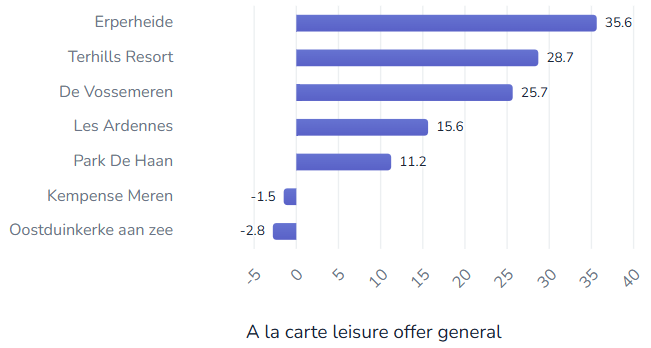 Erperheide 35.6
Terhills Resort 28.7
De Vossemeren 25.7
Les Ardennes 15.6
Park De Haan 11.2
Kempense Meren -1.5
Oostduinkerke aan zee -2.8
-5 0 5 10 15 20 25 30 35 40
A la carte leisure offer general